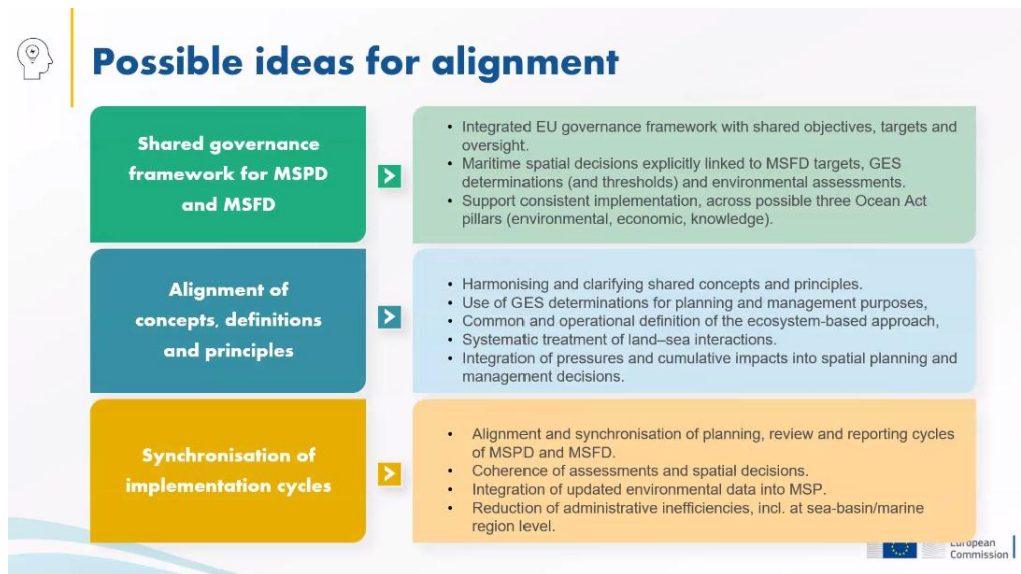 Possible ideas for alignment
Shared governance
framework for MSPD
and MSFD
• Integrated EU governance framework with shared objectives, targets and
oversight.
• Maritime spatial decisions explicitly linked to MSFD targets, GES
determinations (and thresholds) and environmental assessments.
• Support consistent implementation, across possible three Ocean Act
pillars (environmental, economic, knowledge).
Alignment of
concepts, definitions
and principles
• Harmonising and clarifying shared concepts and principles.
• Use of GES determinations for planning and management purposes,
• Common and operational definition of the ecosystem-based approach,
• Systematic treatment of land–sea interactions.
• Integration of pressures and cumulative impacts into spatial planning and
management decisions.
Synchronisation of
implementation cycles
• Alignment and synchronisation of planning, review and reporting cycles
of MSPD and MSFD.
• Coherence of assessments and spatial decisions.
• Integration of updated environmental data into MSP.
• Reduction of administrative inefficiencies, incl. at sea-basin/marine
region level.
European
Commission